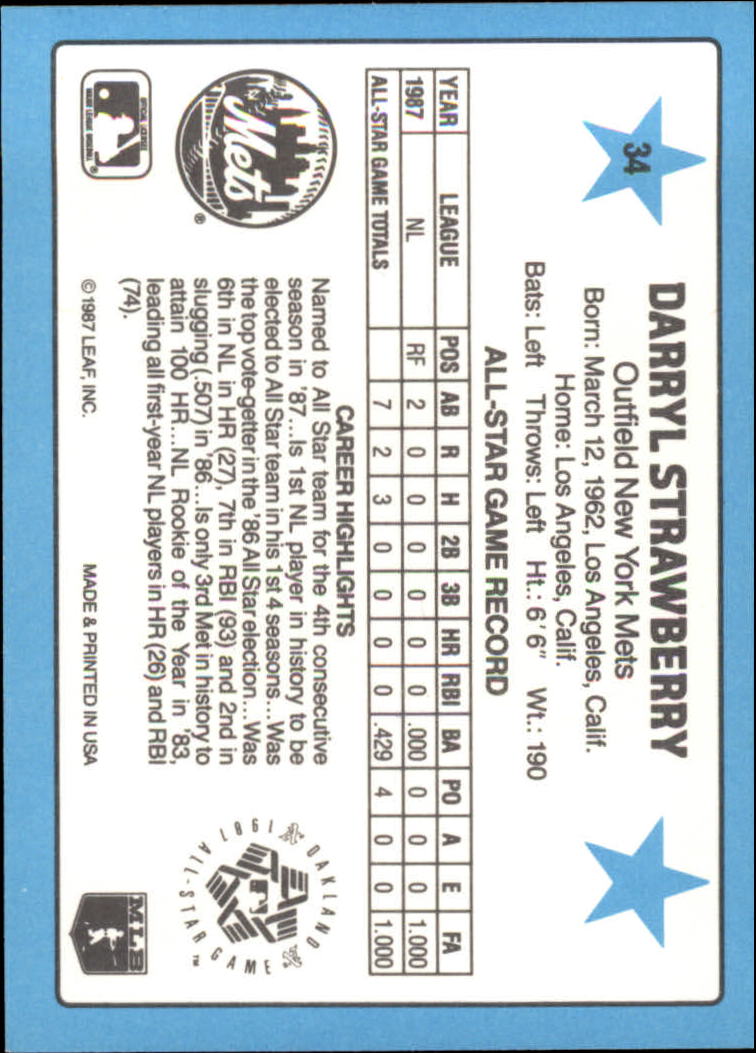 34
DARRYL STRAWBERRY
Outfield New York Mets
Born: March 12, 1962, Los Angeles, Calif.
Home: Los Angeles, Calif.
Bats: Left Throws: Left Ht.: 6'6" Wt.: 190
ALL-STAR GAME RECORD
YEAR LEAGUE POS AB R H 2B 3B HR RBI BA PO A E FA
1987 NL RF 2 0 0 0 0 0 0 .000 0 0 0 1.000
ALL-STAR GAME TOTALS 7 2 3 0 0 0 0 .429 4 0 0 1.000
Mets
®
CAREER HIGHLIGHTS
Named to All Star team for the 4th consecutive
season in '87...Is 1st NL player in history to be
elected to All Star team in his 1st 4 seasons...Was
the top vote-getter in the '86 All Star election...Was
6th in NL in HR (27), 7th in RBI (93) and 2nd in
slugging (.507) in '86...Is only 3rd Met in history to
attain 100 HR...NL Rookie of the Year in '83,
leading all first-year NL players in HR (26) and RBI
(74).
1987 OAKLAND
ALL-STAR GAME
™
OFFICIAL LICENSEE
MAJOR LEAGUE BASEBALL
®
© 1987 LEAF, INC.
MADE & PRINTED IN USA
MLB